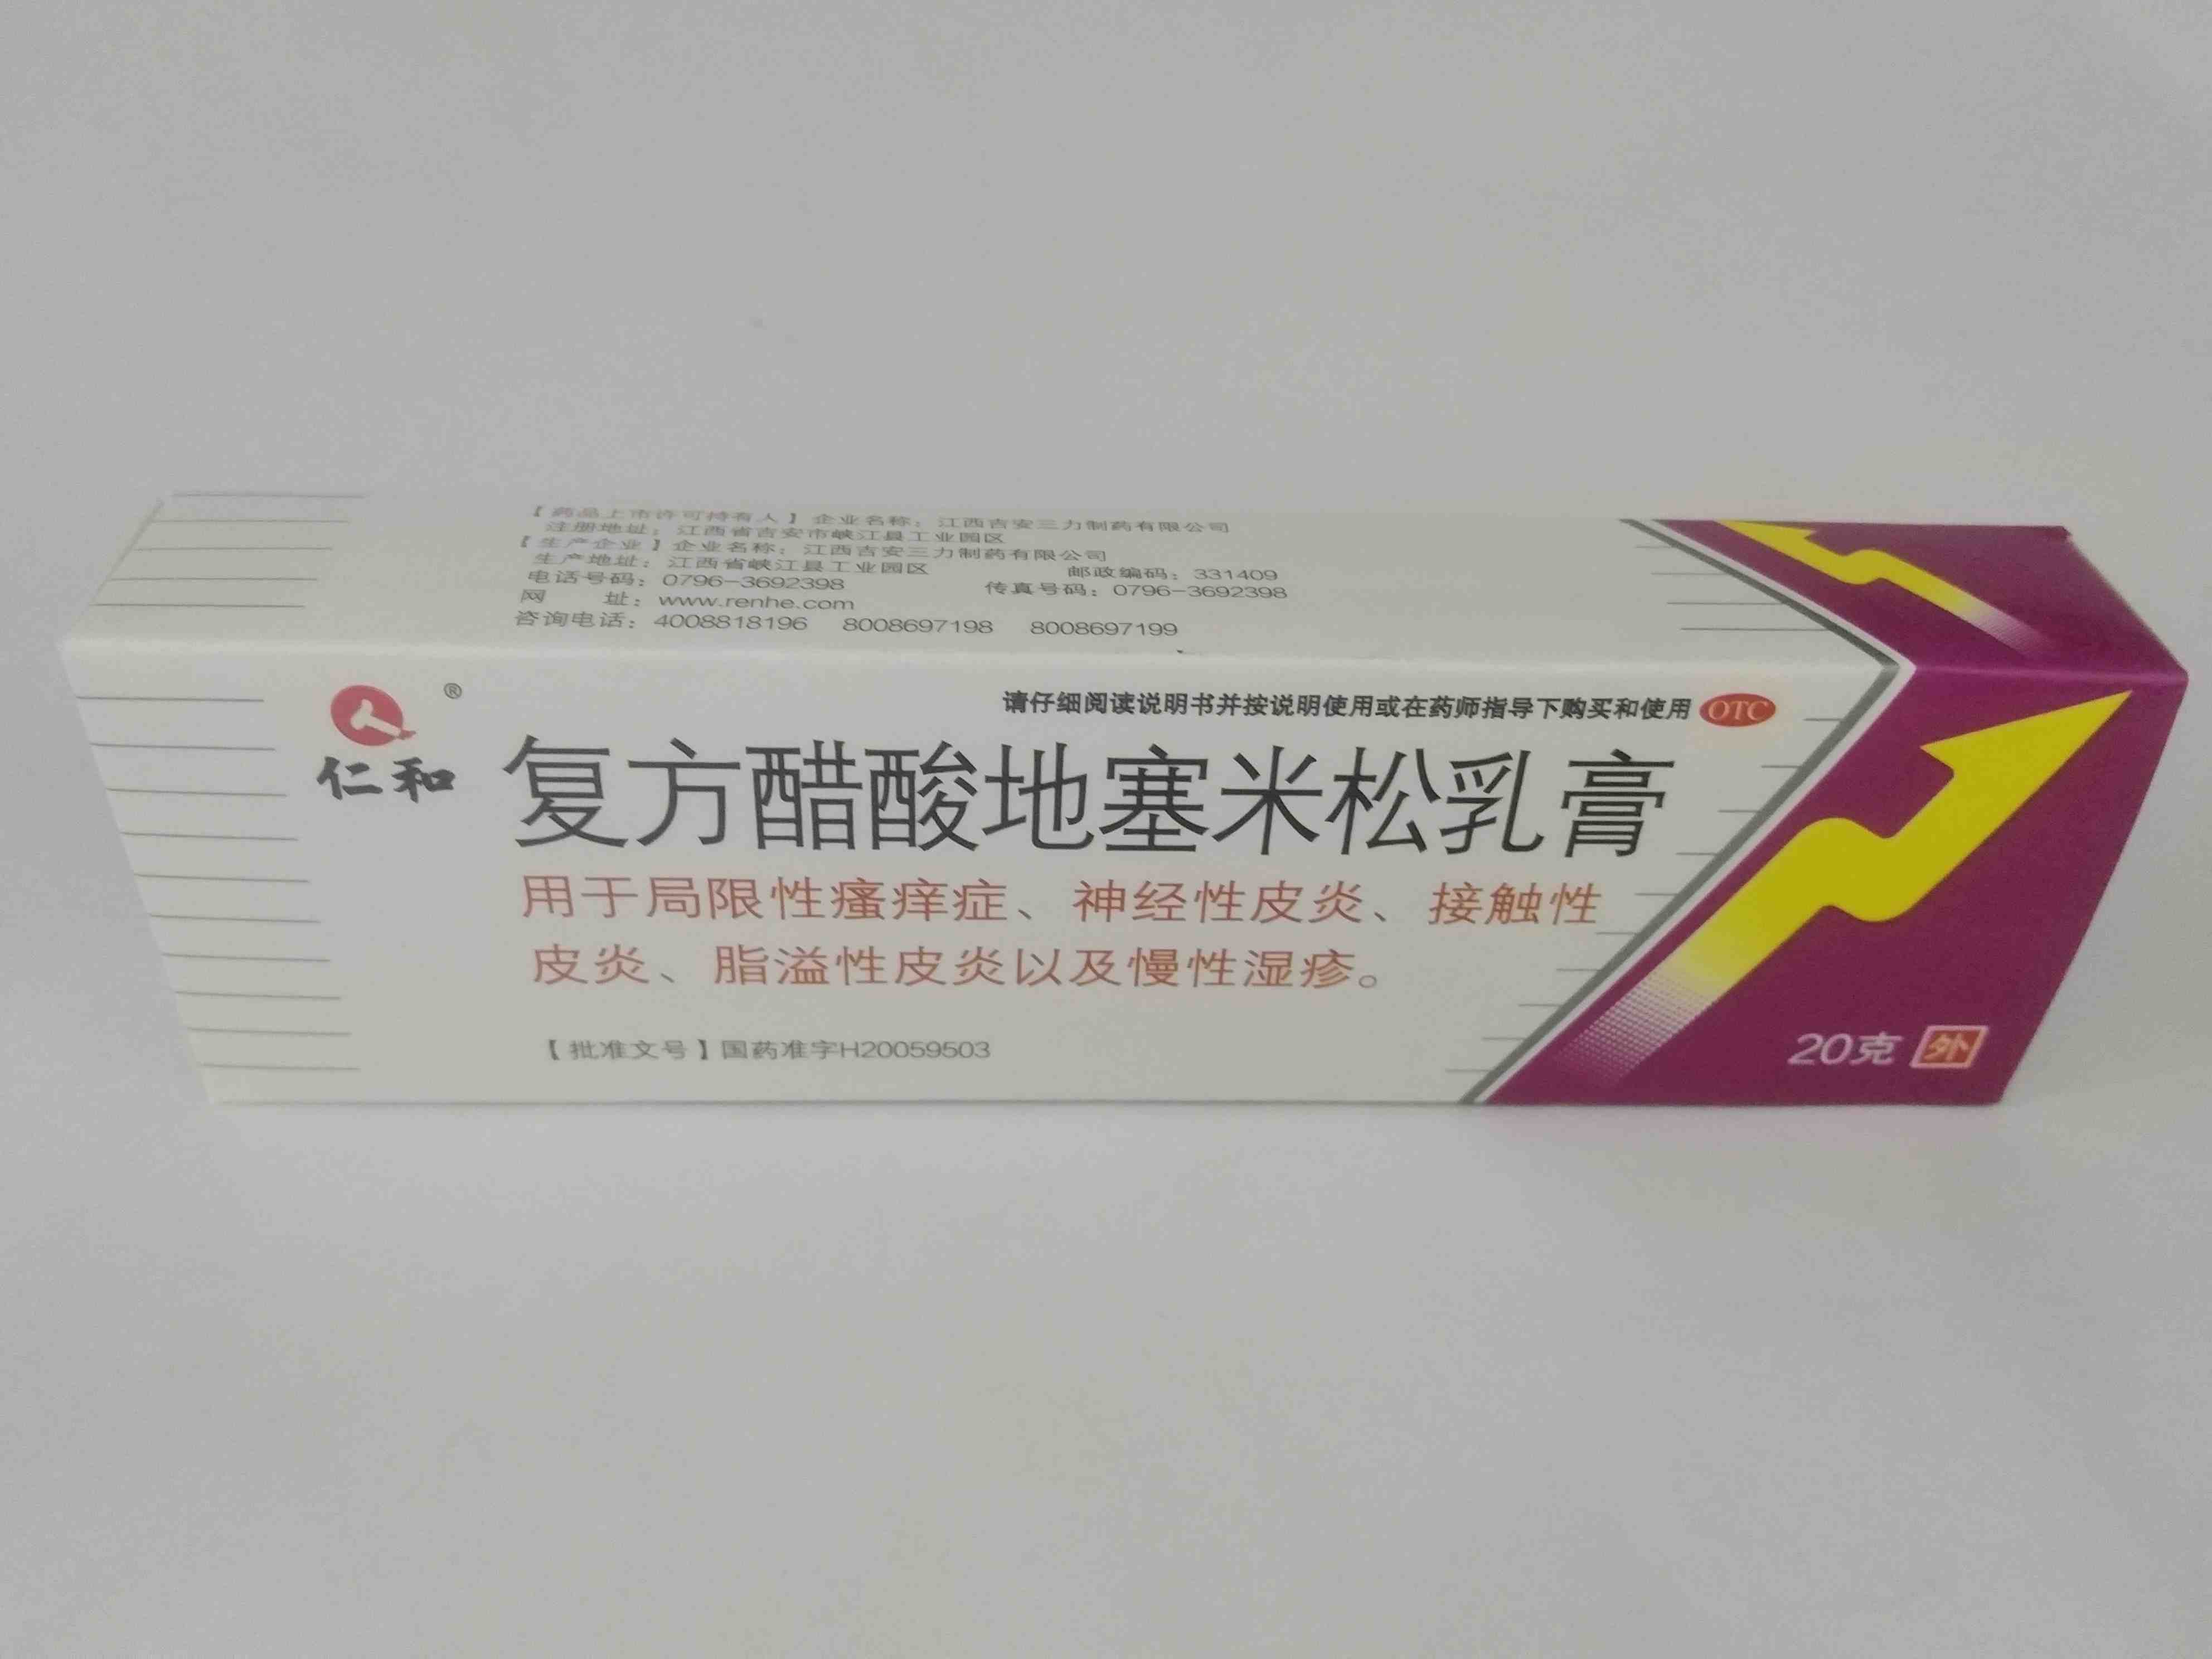 【药品上市许可持有人】企业名称：江西吉安三力制药有限公司
注册地址：江西省吉安市峡江县工业园区
【生产企业】企业名称：江西吉安三力制药有限公司
生产地址：江西省峡江县工业园区 邮政编码：331409
电话号码：0796-3692398 传真号码：0796-3692398
网 址：www.renhe.com
咨询电话：4008818196 8008697198 8008697199
请仔细阅读说明书并按说明使用或在药师指导下购买和使用 OTC
仁和®
复方醋酸地塞米松乳膏
用于局限性瘙痒症、神经性皮炎、接触性
皮炎、脂溢性皮炎以及慢性湿疹。
【批准文号】国药准字H20059503
20克 外